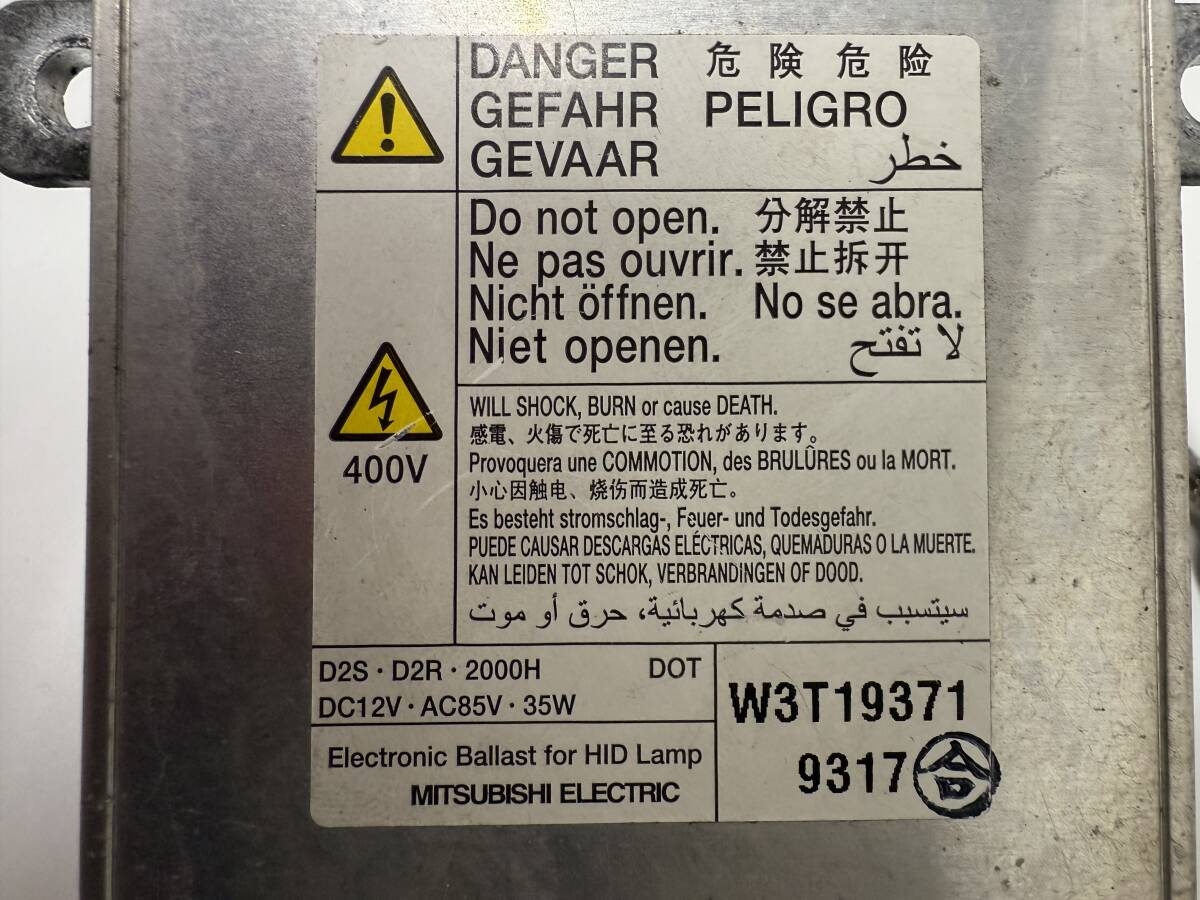 DANGER 危険 危险
GEFAHR PELIGRO
GEVAAR خطر
Do not open. 分解禁止
Ne pas ouvrir. 禁止拆开
Nicht öffnen. No se abra.
Niet openen. لا تفتح
400V
WILL SHOCK, BURN or cause DEATH.
感電、火傷で死亡に至る恐れがあります。
Provoquera une COMMOTION, des BRULÛRES ou la MORT.
小心因触电、烧伤而造成死亡。
Es besteht stromschlag-, Feuer- und Todesgefahr.
PUEDE CAUSAR DESCARGAS ELÉCTRICAS, QUEMADURAS O LA MUERTE.
KAN LEIDEN TOT SCHOK, VERBRANDINGEN OF DOOD.
سيتسبب في صدمة كهربائية، حرق أو موت
D2S · D2R · 2000H DOT
DC12V · AC85V · 35W
Electronic Ballast for HID Lamp
MITSUBISHI ELECTRIC
W3T19371
9317 合